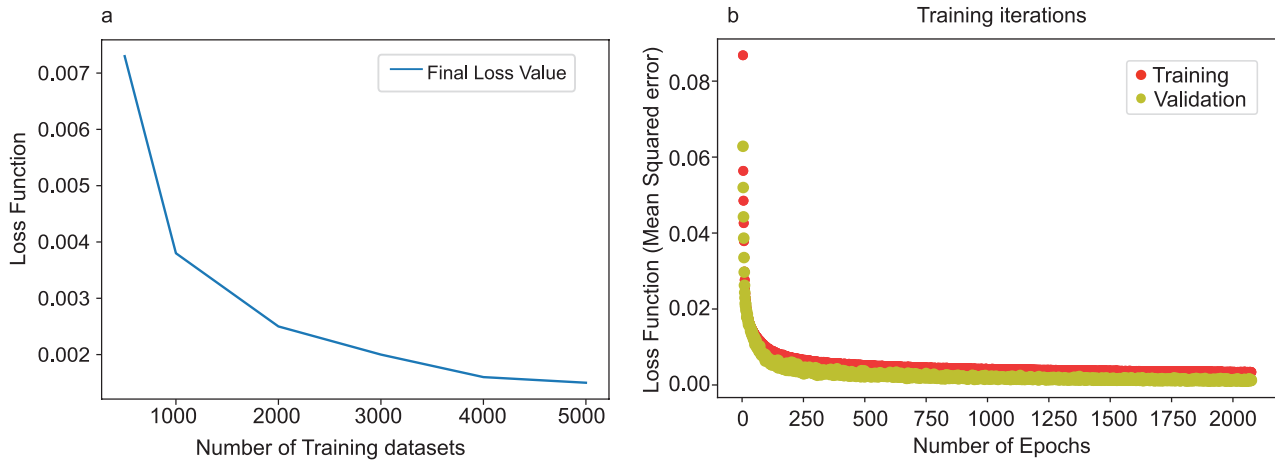 a
Loss Function
0.007
0.006
0.005
0.004
0.003
0.002
Final Loss Value
1000 2000 3000 4000 5000
Number of Training datasets
b
Training iterations
Loss Function (Mean Squared error)
0.08
0.06
0.04
0.02
0.00
Training
Validation
0 250 500 750 1000 1250 1500 1750 2000
Number of Epochs